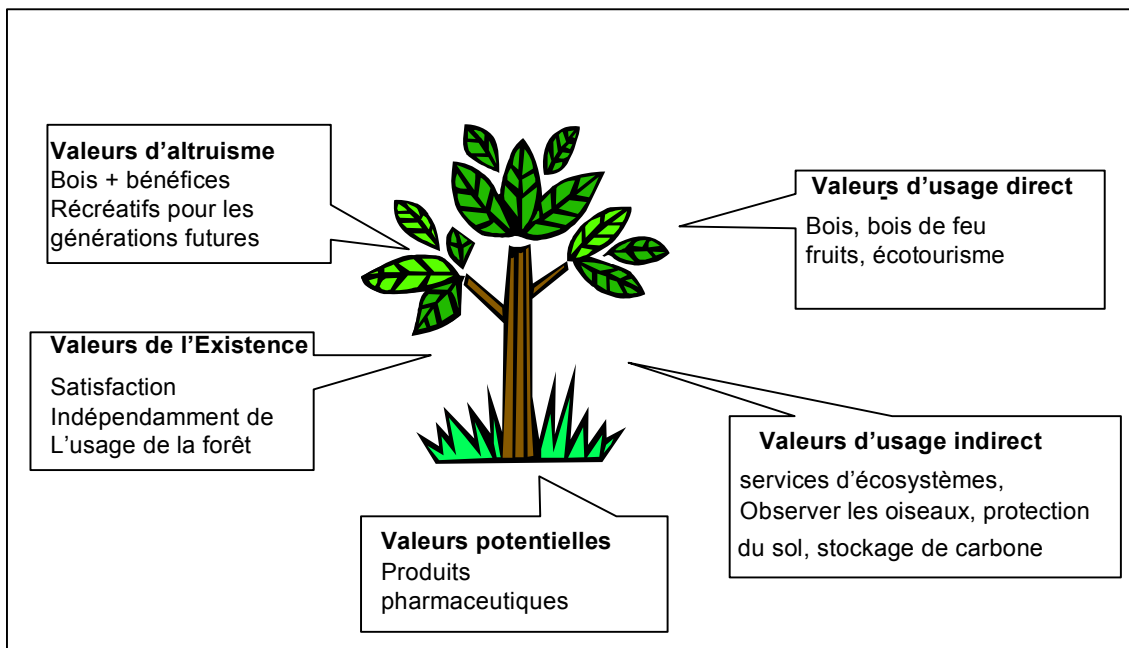 Valeurs d’altruisme
Bois + bénéfices
Récréatifs pour les
générations futures
Valeurs d’usage direct
Bois, bois de feu
fruits, écotourisme
Valeurs de l’Existence
Satisfaction
Indépendamment de
L’usage de la forêt
Valeurs d’usage indirect
services d’écosystèmes,
Observer les oiseaux, protection
du sol, stockage de carbone
Valeurs potentielles
Produits
pharmaceutiques